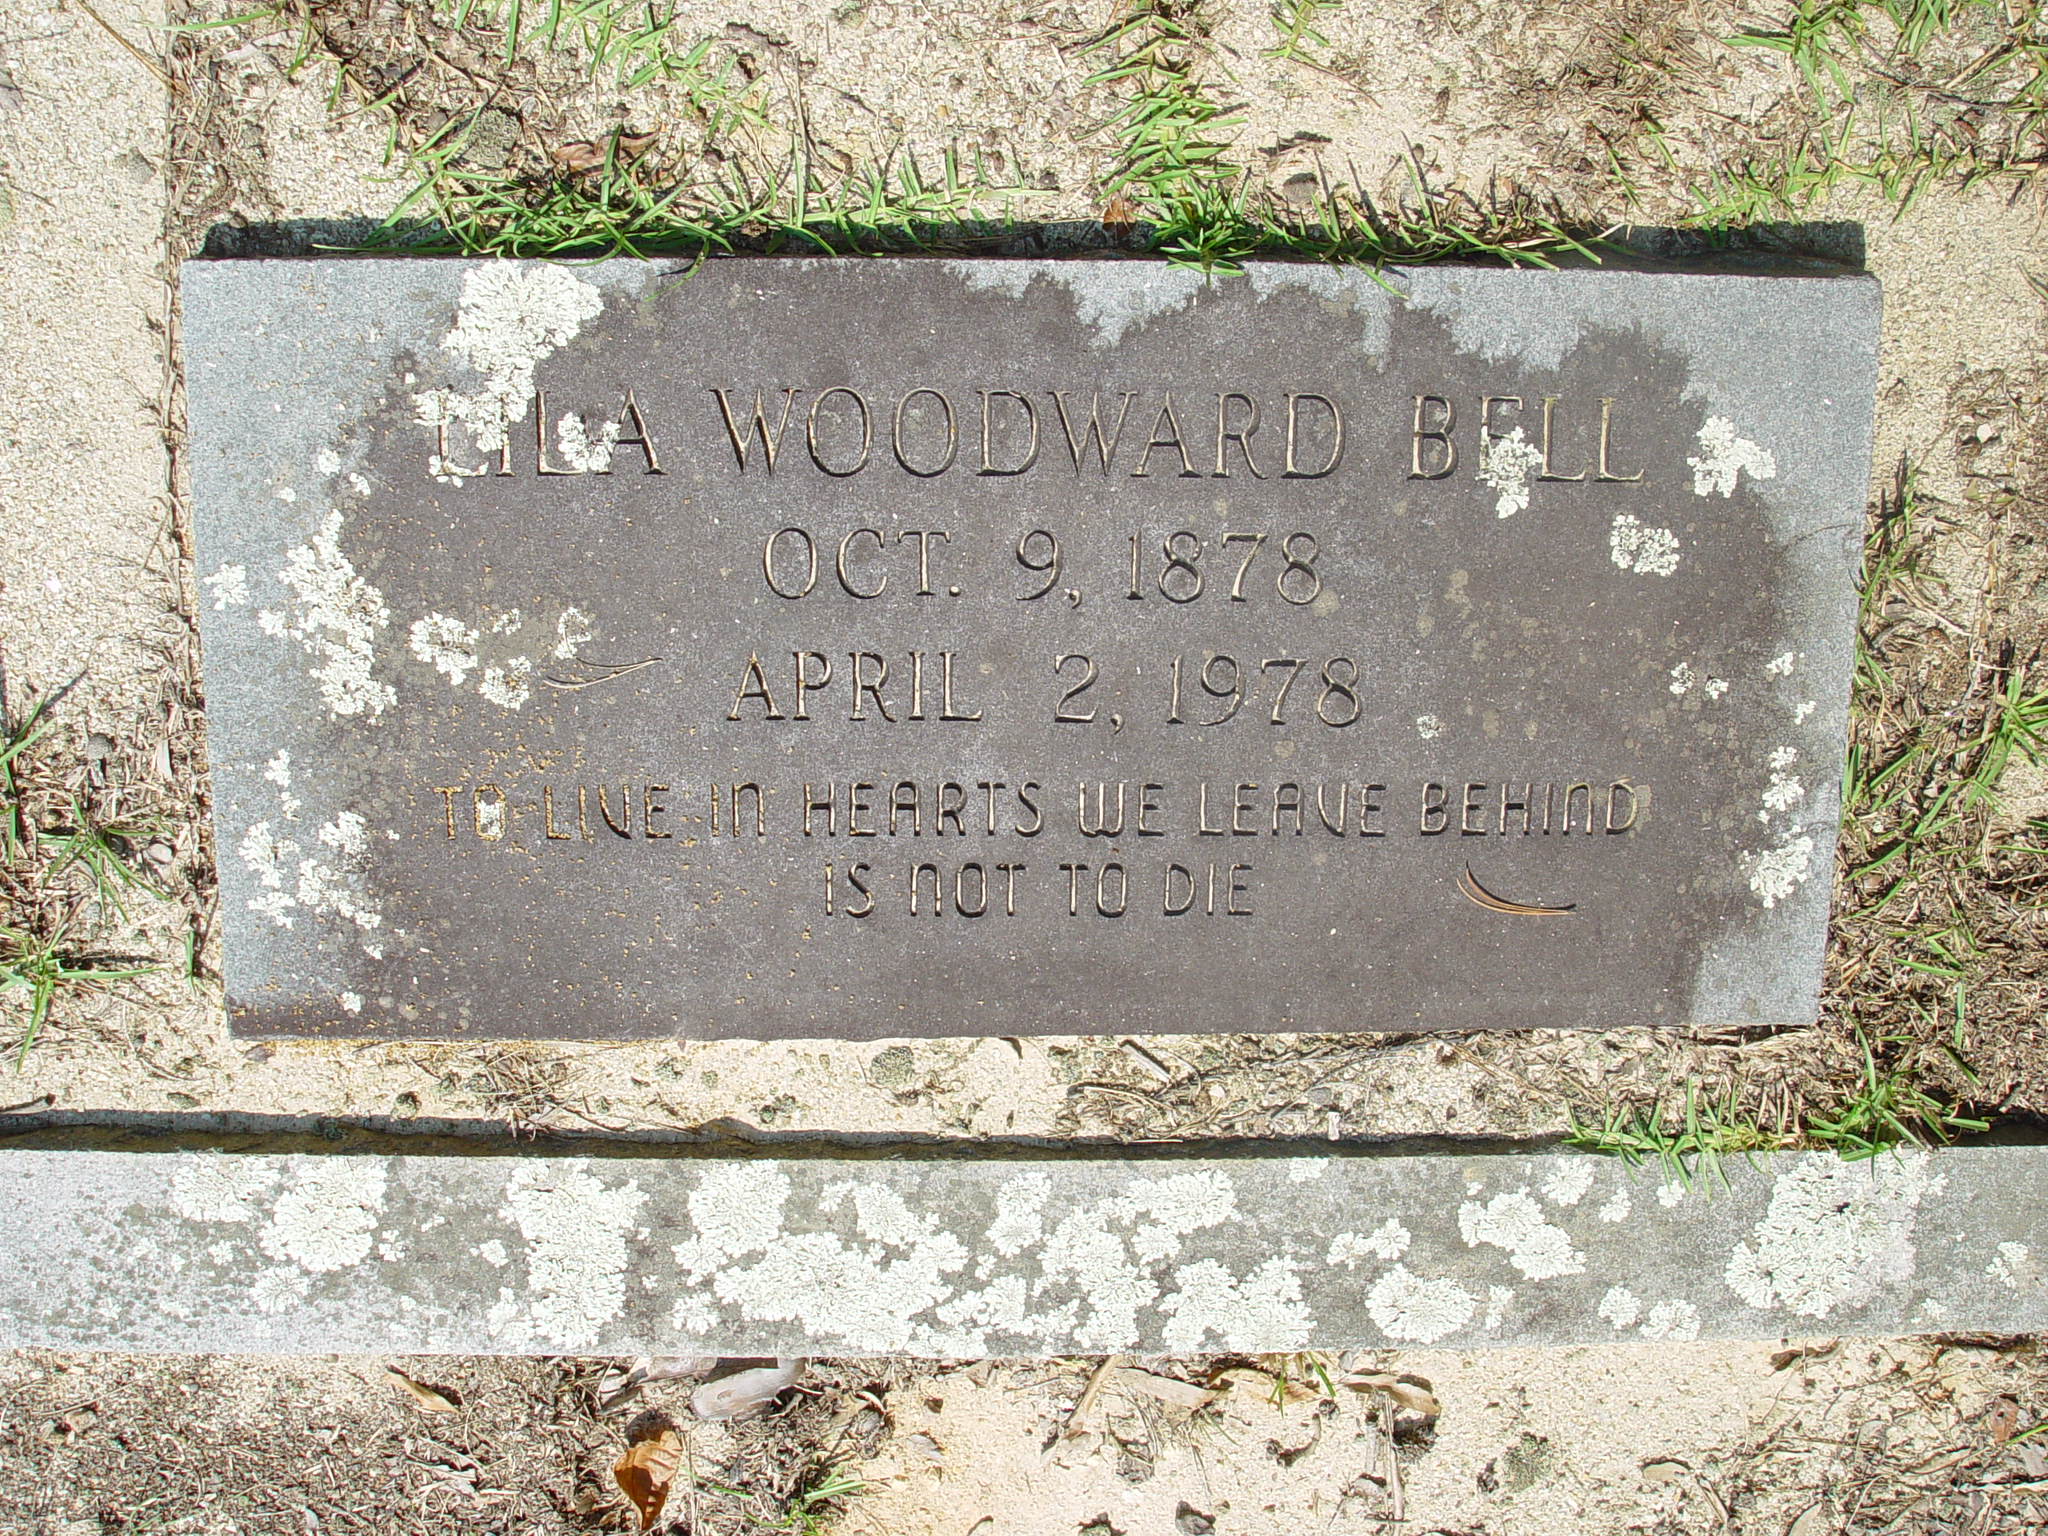 LILA WOODWARD BELL
OCT. 9, 1878
APRIL 2, 1978
TO LIVE IN HEARTS WE LEAVE BEHIND
IS NOT TO DIE